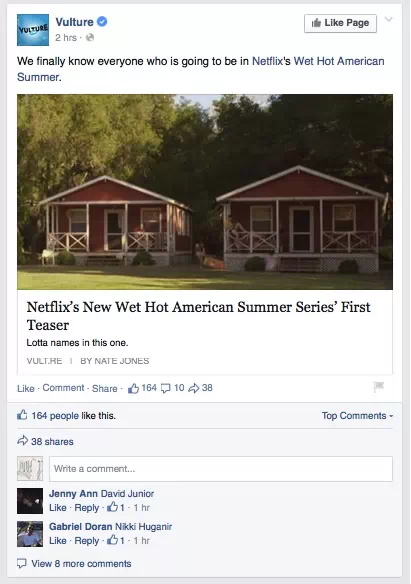 VULTURE
Vulture
Like Page
2 hrs ·
We finally know everyone who is going to be in Netflix's Wet Hot American
Summer.
Netflix's New Wet Hot American Summer Series' First
Teaser
Lotta names in this one.
VULT.RE | BY NATE JONES
Like · Comment · Share · 164 10 38
164 people like this.
Top Comments
38 shares
Write a comment...
Jenny Ann David Junior
Like · Reply · 1 · 1 hr
Gabriel Doran Nikki Huganir
Like · Reply · 1 · 1 hr
View 8 more comments